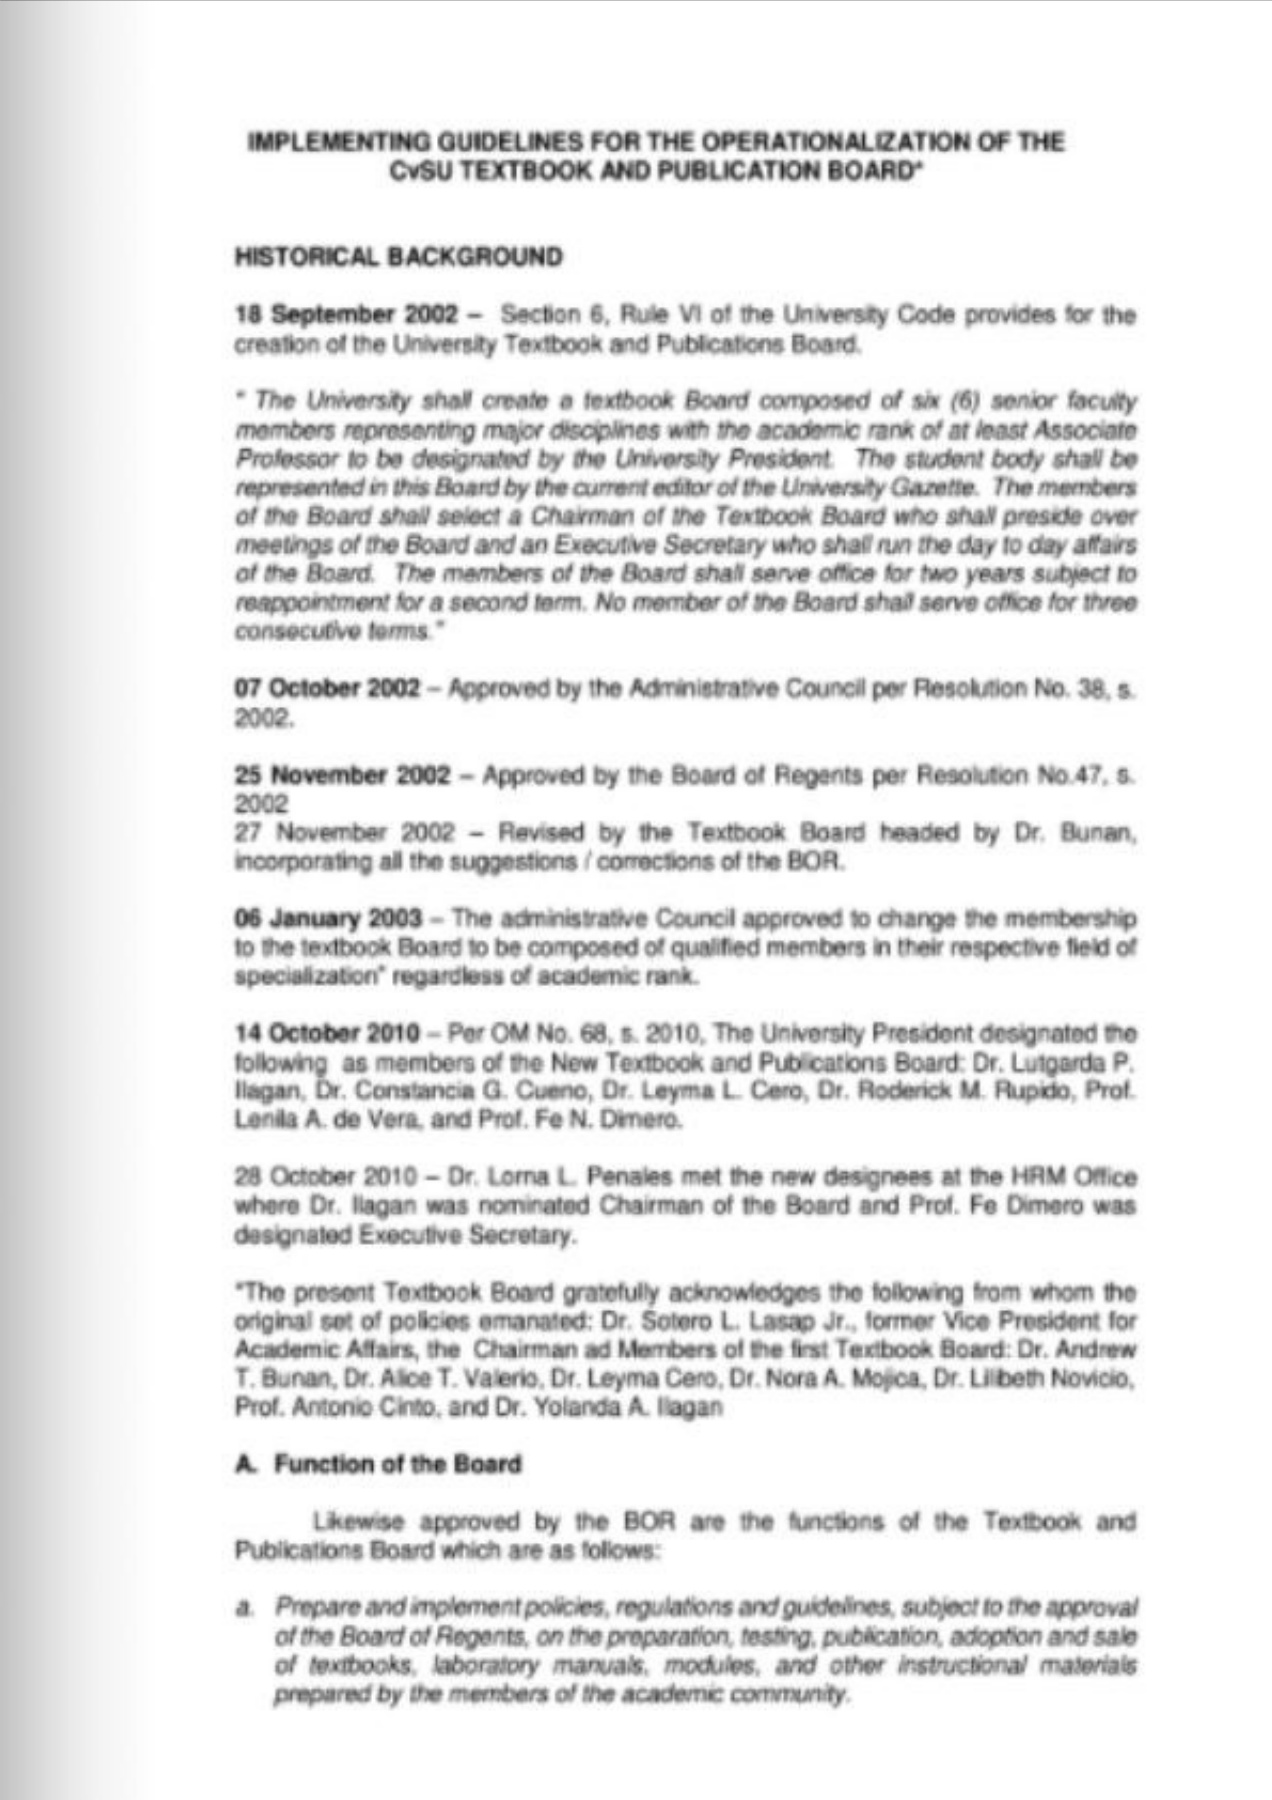 IMPLEMENTING GUIDELINES FOR THE OPERATIONALIZATION OF THE
CvSU TEXTBOOK AND PUBLICATION BOARD*
HISTORICAL BACKGROUND
18 September 2002 – Section 6, Rule VI of the University Code provides for the
creation of the University Textbook and Publications Board.
" The University shall create a textbook Board composed of six (6) senior faculty
members representing major disciplines with the academic rank of at least Associate
Professor to be designated by the University President. The student body shall be
represented in this Board by the current editor of the University Gazette. The members
of the Board shall select a Chairman of the Textbook Board who shall preside over
meetings of the Board and an Executive Secretary who shall run the day to day affairs
of the Board. The members of the Board shall serve office for two years subject to
reappointment for a second term. No member of the Board shall serve office for three
consecutive terms."
07 October 2002 – Approved by the Administrative Council per Resolution No. 38, s.
2002.
25 November 2002 – Approved by the Board of Regents per Resolution No.47, s.
2002
27 November 2002 – Revised by the Textbook Board headed by Dr. Bunan,
incorporating all the suggestions / corrections of the BOR.
06 January 2003 – The administrative Council approved to change the membership
to the textbook Board to be composed of qualified members in their respective field of
specialization" regardless of academic rank.
14 October 2010 – Per OM No. 68, s. 2010, The University President designated the
following as members of the New Textbook and Publications Board: Dr. Lutgarda P.
Ilagan, Dr. Constancia G. Cueno, Dr. Leyma L. Cero, Dr. Roderick M. Rupido, Prof.
Lenila A. de Vera, and Prof. Fe N. Dimero.
28 October 2010 – Dr. Lorna L. Penales met the new designees at the HRM Office
where Dr. Ilagan was nominated Chairman of the Board and Prof. Fe Dimero was
designated Executive Secretary.
*The present Textbook Board gratefully acknowledges the following from whom the
original set of policies emanated: Dr. Sotero L. Lasap Jr., former Vice President for
Academic Affairs, the Chairman ad Members of the first Textbook Board: Dr. Andrew
T. Bunan, Dr. Alice T. Valerio, Dr. Leyma Cero, Dr. Nora A. Mojica, Dr. Lilibeth Novicio,
Prof. Antonio Cinto, and Dr. Yolanda A. Ilagan
A. Function of the Board
Likewise approved by the BOR are the functions of the Textbook and
Publications Board which are as follows:
a. Prepare and implement policies, regulations and guidelines, subject to the approval
of the Board of Regents, on the preparation, testing, publication, adoption and sale
of textbooks, laboratory manuals, modules, and other instructional materials
prepared by the members of the academic community.